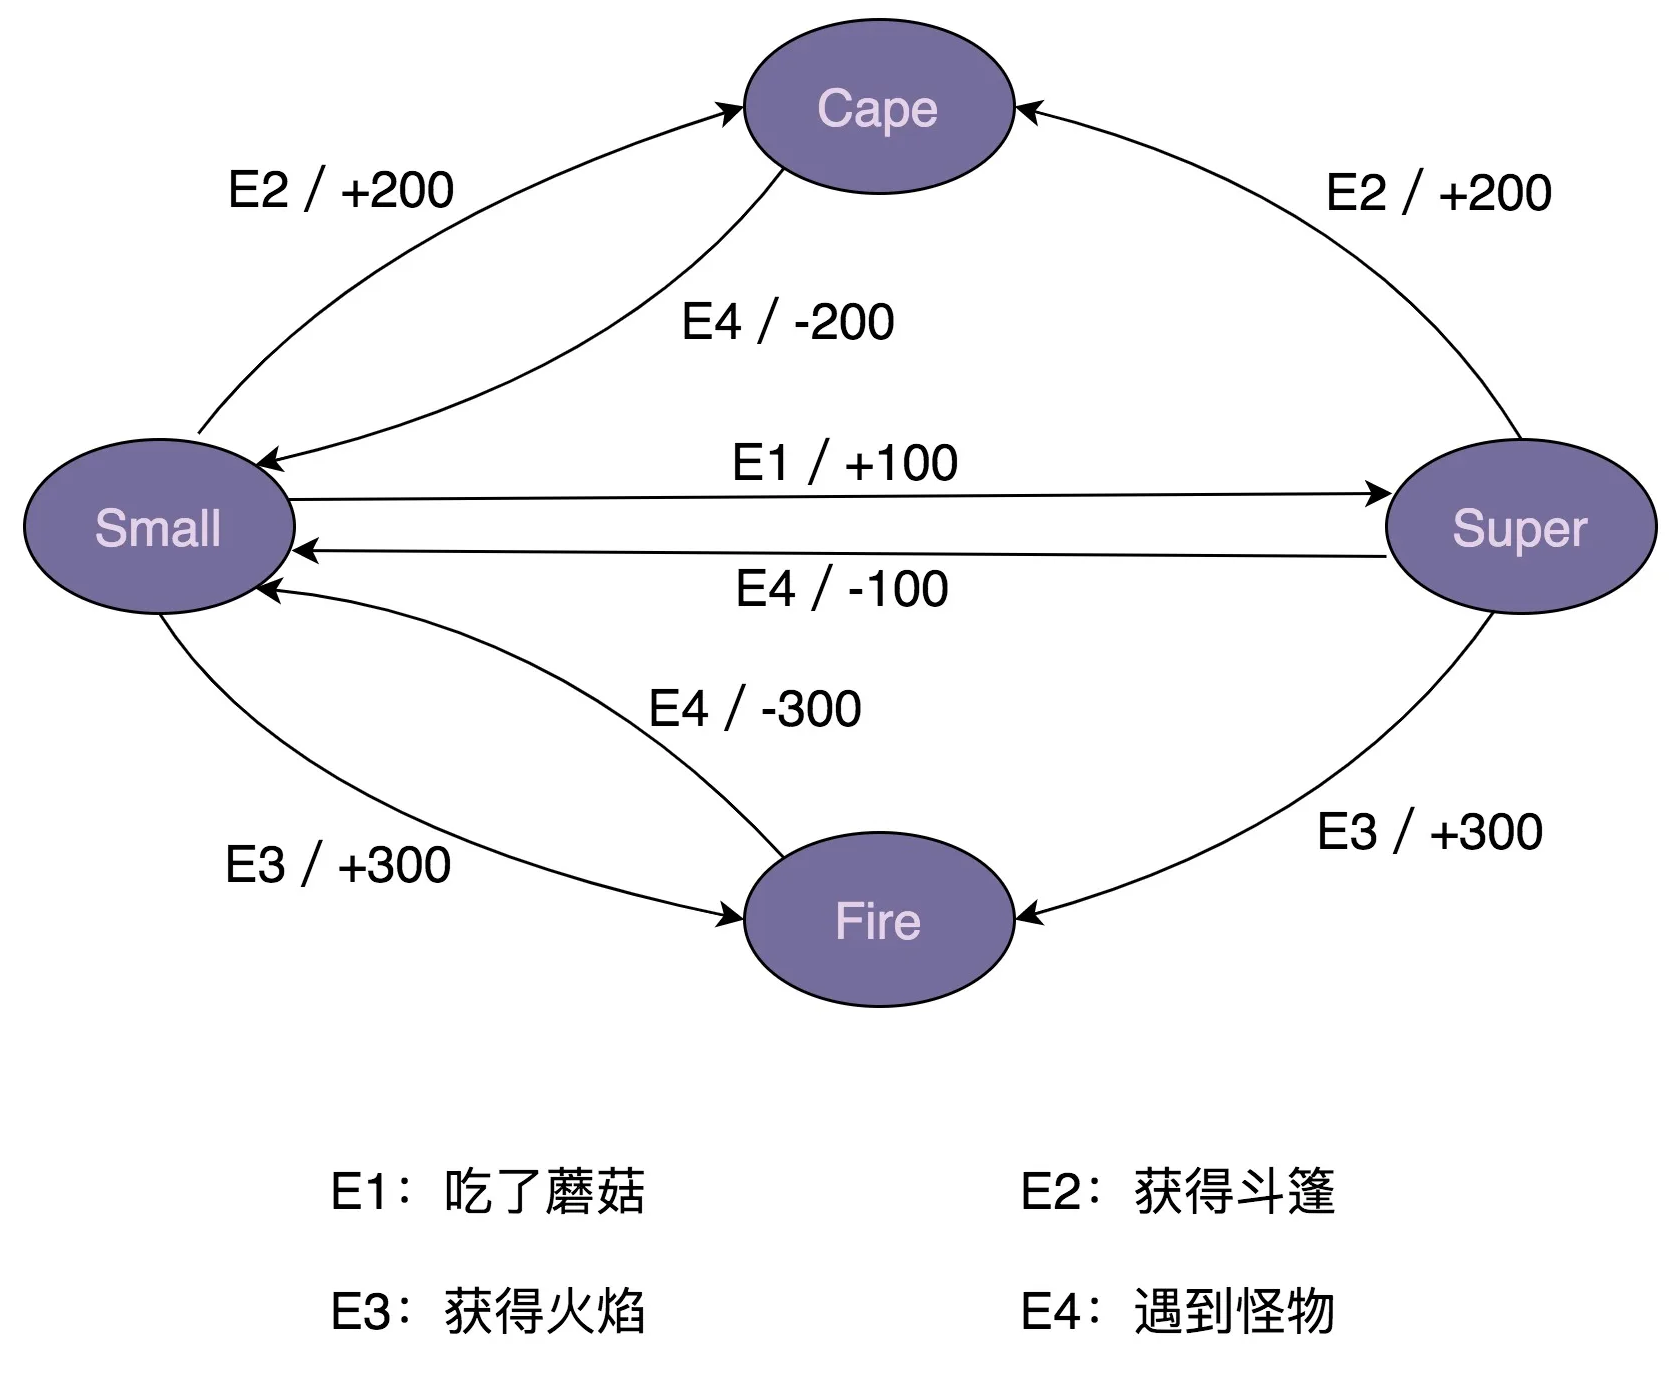 Cape
E2 / +200
E2 / +200
E4 / -200
E1 / +100
Small
Super
E4 / -100
E4 / -300
E3 / +300
E3 / +300
Fire
E1：吃了蘑菇
E2：获得斗篷
E3：获得火焰
E4：遇到怪物